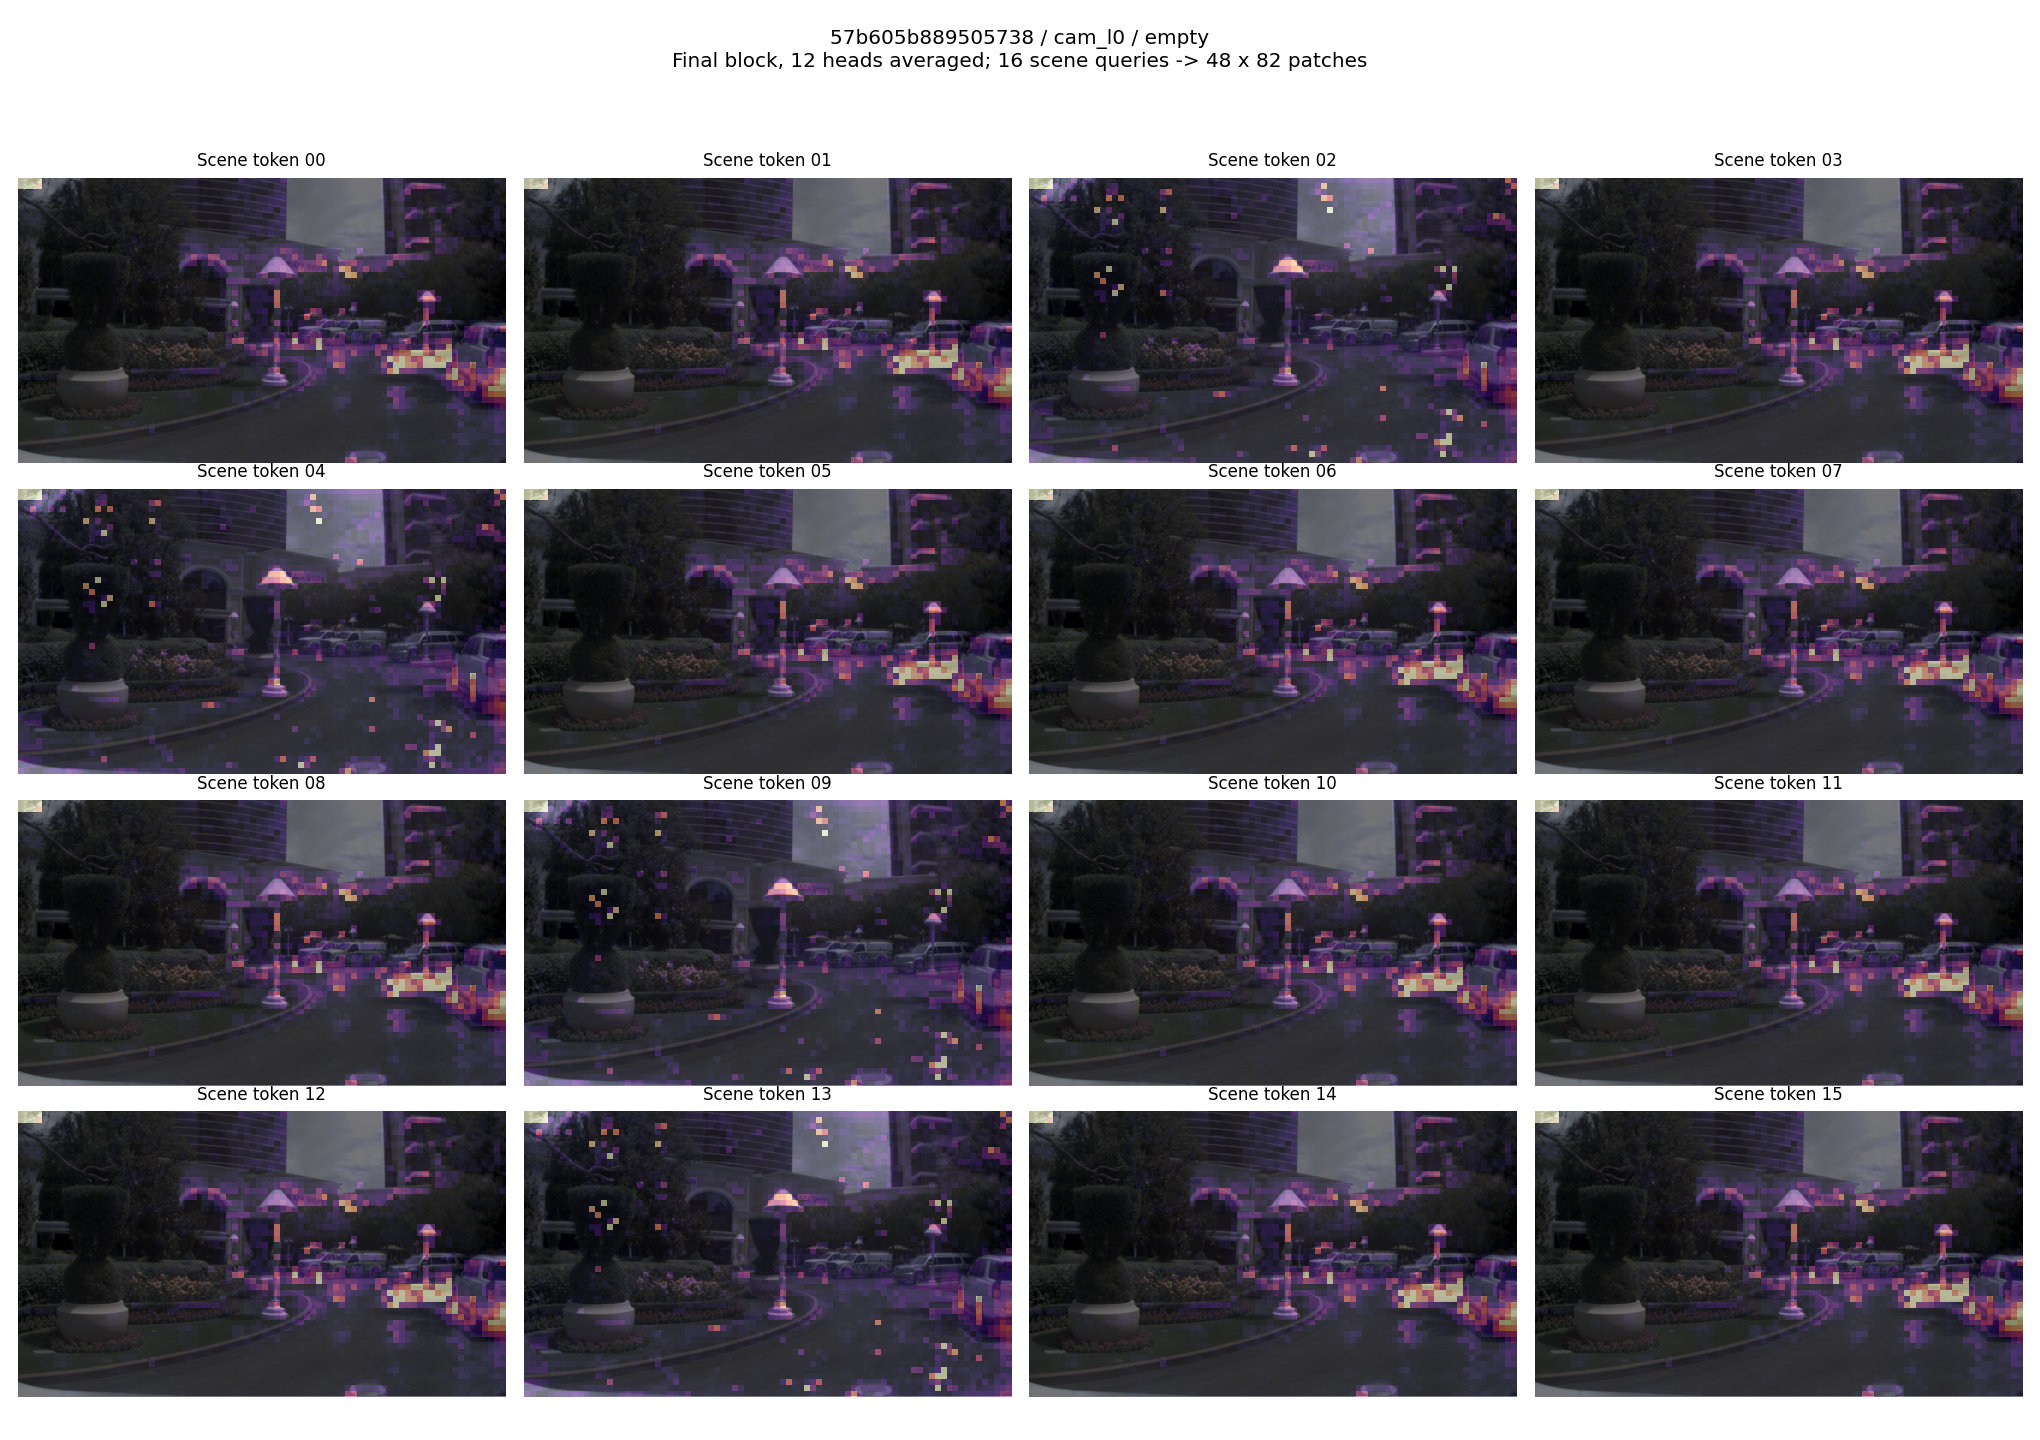 57b605b889505738 / cam_l0 / empty
Final block, 12 heads averaged; 16 scene queries -> 48 x 82 patches
Scene token 00
Scene token 01
Scene token 02
Scene token 03
Scene token 04
Scene token 05
Scene token 06
Scene token 07
Scene token 08
Scene token 09
Scene token 10
Scene token 11
Scene token 12
Scene token 13
Scene token 14
Scene token 15